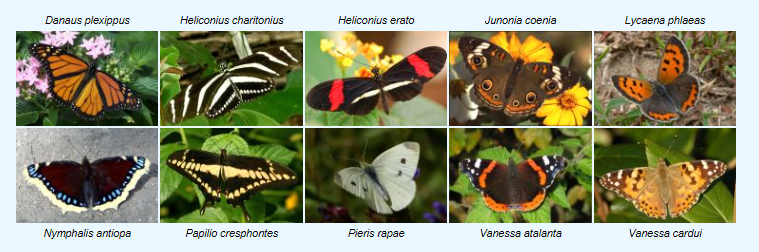 Danaus plexippus Heliconius charitonius Heliconius erato Junonia coenia Lycaena phlaeas
Nymphalis antiopa Papilio cresphontes Pieris rapae Vanessa atalanta Vanessa cardui